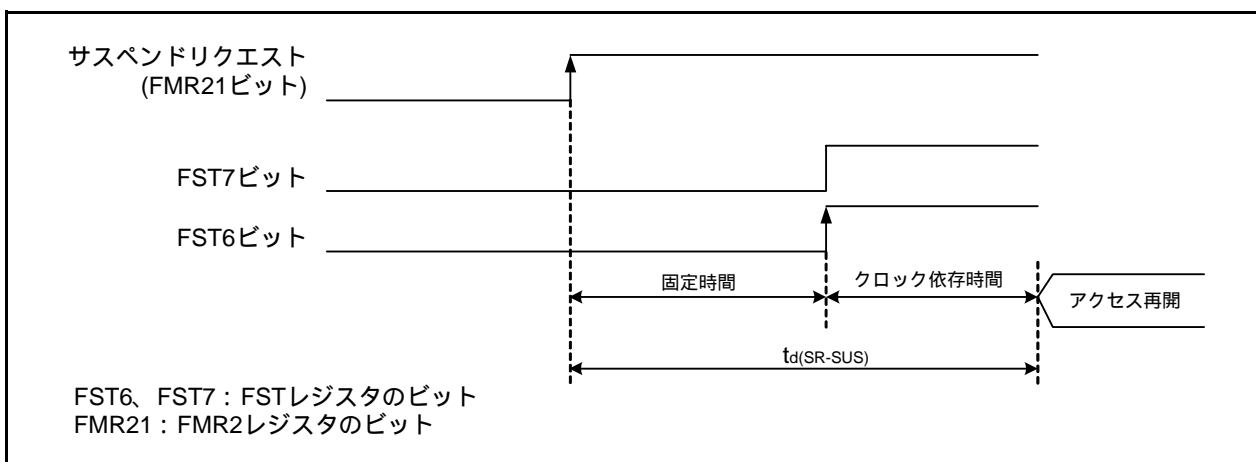 サスペンドリクエスト
(FMR21ビット)
FST7ビット
FST6ビット
固定時間
クロック依存時間
アクセス再開
td(SR-SUS)
FST6、FST7：FSTレジスタのビット
FMR21：FMR2レジスタのビット